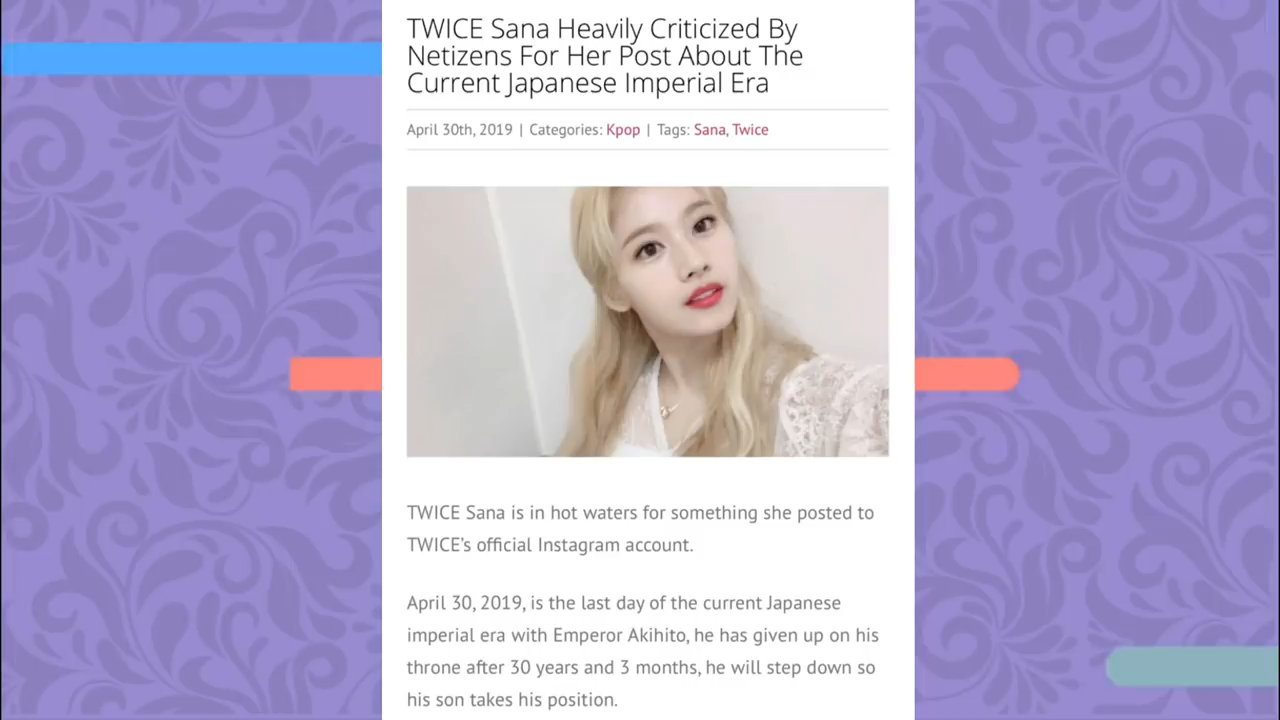 TWICE Sana Heavily Criticized By
Netizens For Her Post About The
Current Japanese Imperial Era
April 30th, 2019 | Categories: Kpop | Tags: Sana, Twice
TWICE Sana is in hot waters for something she posted to
TWICE’s official Instagram account.
April 30, 2019, is the last day of the current Japanese
imperial era with Emperor Akihito, he has given up on his
throne after 30 years and 3 months, he will step down so
his son takes his position.